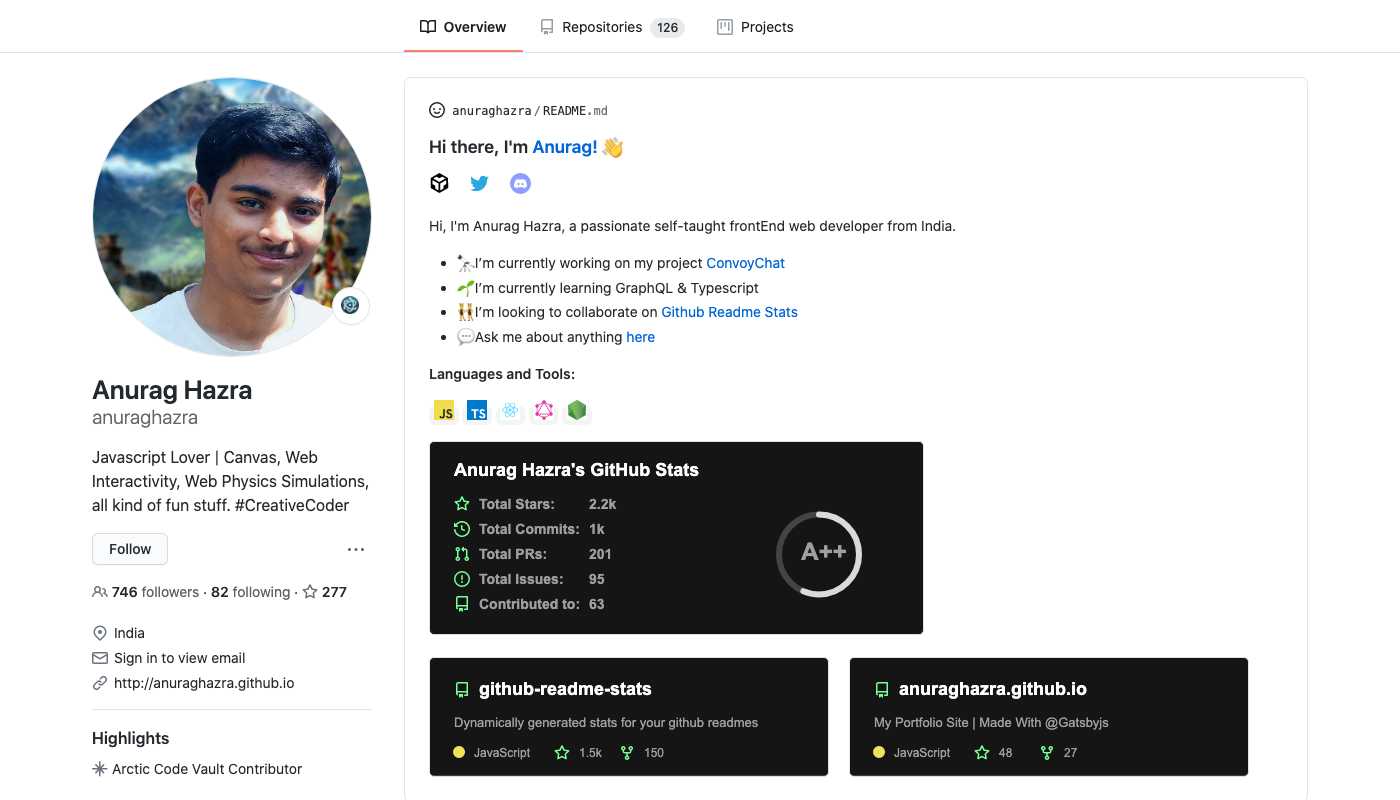 Overview Repositories 126 Projects
anuraghazra/README.md
Hi there, I'm Anurag! 👋
Hi, I'm Anurag Hazra, a passionate self-taught frontEnd web developer from India.
🔭I’m currently working on my project ConvoyChat
🌱I’m currently learning GraphQL & Typescript
👯I’m looking to collaborate on Github Readme Stats
💬Ask me about anything here
Languages and Tools:
JS TS
Anurag Hazra's GitHub Stats
Total Stars: 2.2k
Total Commits: 1k
Total PRs: 201
Total Issues: 95
Contributed to: 63
A++
github-readme-stats
Dynamically generated stats for your github readmes
JavaScript 1.5k 150
anuraghazra.github.io
My Portfolio Site | Made With @Gatsbyjs
JavaScript 48 27
Anurag Hazra
anuraghazra
Javascript Lover | Canvas, Web
Interactivity, Web Physics Simulations,
all kind of fun stuff. #CreativeCoder
Follow ...
746 followers · 82 following · 277
India
Sign in to view email
http://anuraghazra.github.io
Highlights
Arctic Code Vault Contributor